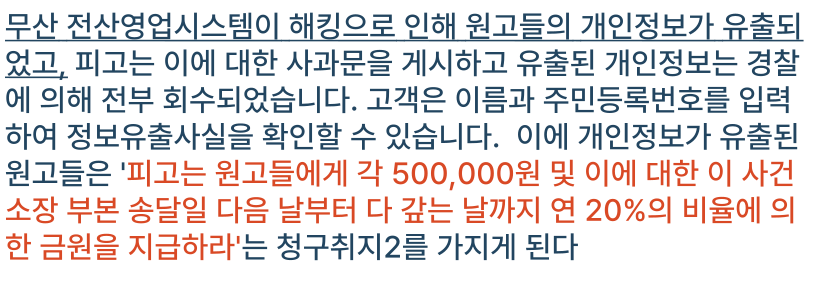 무산 전산영업시스템이 해킹으로 인해 원고들의 개인정보가 유출되
었고, 피고는 이에 대한 사과문을 게시하고 유출된 개인정보는 경찰
에 의해 전부 회수되었습니다. 고객은 이름과 주민등록번호를 입력
하여 정보유출사실을 확인할 수 있습니다.  이에 개인정보가 유출된
원고들은 '피고는 원고들에게 각 500,000원 및 이에 대한 이 사건
소장 부본 송달일 다음 날부터 다 갚는 날까지 연 20%의 비율에 의
한 금원을 지급하라'는 청구취지2를 가지게 된다